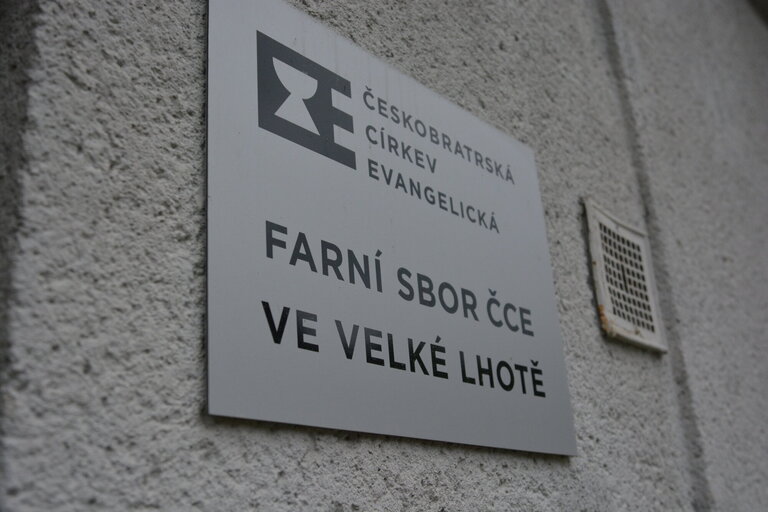 ČESKOBRATRSKÁ
CÍRKEV
EVANGELICKÁ
FARNÍ SBOR ČCE
VE VELKÉ LHOTĚ